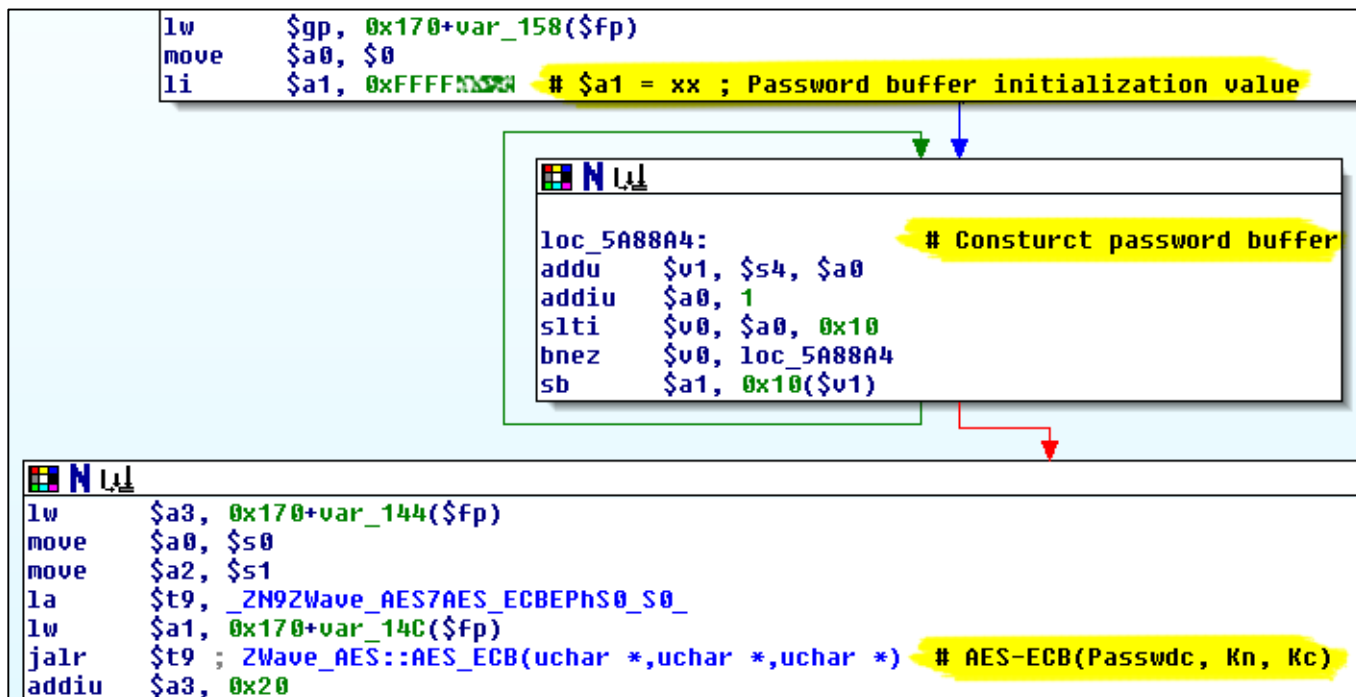 lw $gp, 0x170+var_158($fp)
move $a0, $0
li $a1, 0xFFFF # $a1 = xx ; Password buffer initialization value
loc_5A88A4: # Consturct password buffer
addu $v1, $s4, $a0
addiu $a0, 1
slti $v0, $a0, 0x10
bnez $v0, loc_5A88A4
sb $a1, 0x10($v1)
lw $a3, 0x170+var_144($fp)
move $a0, $s0
move $a2, $s1
la $t9, _ZN9ZWave_AES7AES_ECBEPhS0_S0_
lw $a1, 0x170+var_14C($fp)
jalr $t9 ; ZWave_AES::AES_ECB(uchar *,uchar *,uchar *) # AES-ECB(Passwdc, Kn, Kc)
addiu $a3, 0x20